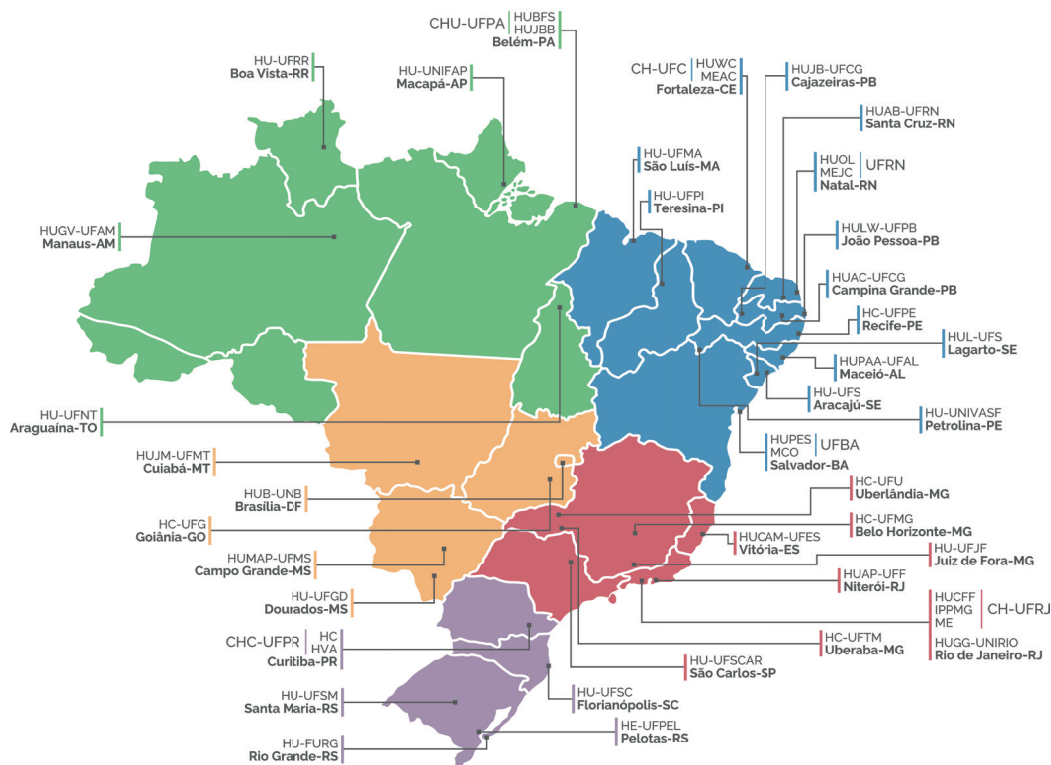 CHU-UFPA
HUBFS
HUJBB
Belém-PA
HU-UFRR
Boa Vista-RR
HU-UNIFAP
Macapá-AP
CH-UFC
HUWC
MEAC
Fortaleza-CE
HUJB-UFCG
Cajazeiras-PB
HUAB-UFRN
Santa Cruz-RN
HU-UFMA
São Luís-MA
HUOL
MEJC
UFRN
Natal-RN
HU-UFPI
Teresina-PI
HUGV-UFAM
Manaus-AM
HULW-UFPB
João Pessoa-PB
HUAC-UFCG
Campina Grande-PB
HC-UFPE
Recife-PE
HUL-UFS
Lagarto-SE
HUPAA-UFAL
Maceió-AL
HU-UFS
Aracajú-SE
HU-UFNT
Araguaína-TO
HU-UNIVASF
Petrolina-PE
HUPES
MCO
UFBA
Salvador-BA
HUJM-UFMT
Cuiabá-MT
HUB-UNB
Brasília-DF
HC-UFU
Uberlândia-MG
HC-UFG
Goiânia-GO
HC-UFMG
Belo Horizonte-MG
HUCAM-UFES
Vitória-ES
HU-UFJF
Juiz de Fora-MG
HUMAP-UFMS
Campo Grande-MS
HUAP-UFF
Niterói-RJ
HU-UFGD
Dourados-MS
HUCFF
IPPMG
ME
CH-UFRJ
HUGG-UNIRIO
Rio de Janeiro-RJ
CHC-UFPR
HC
HVA
Curitiba-PR
HC-UFTM
Uberaba-MG
HU-UFSCAR
São Carlos-SP
HU-UFSM
Santa Maria-RS
HU-UFSC
Florianópolis-SC
HE-UFPEL
Pelotas-RS
HU-FURG
Rio Grande-RS